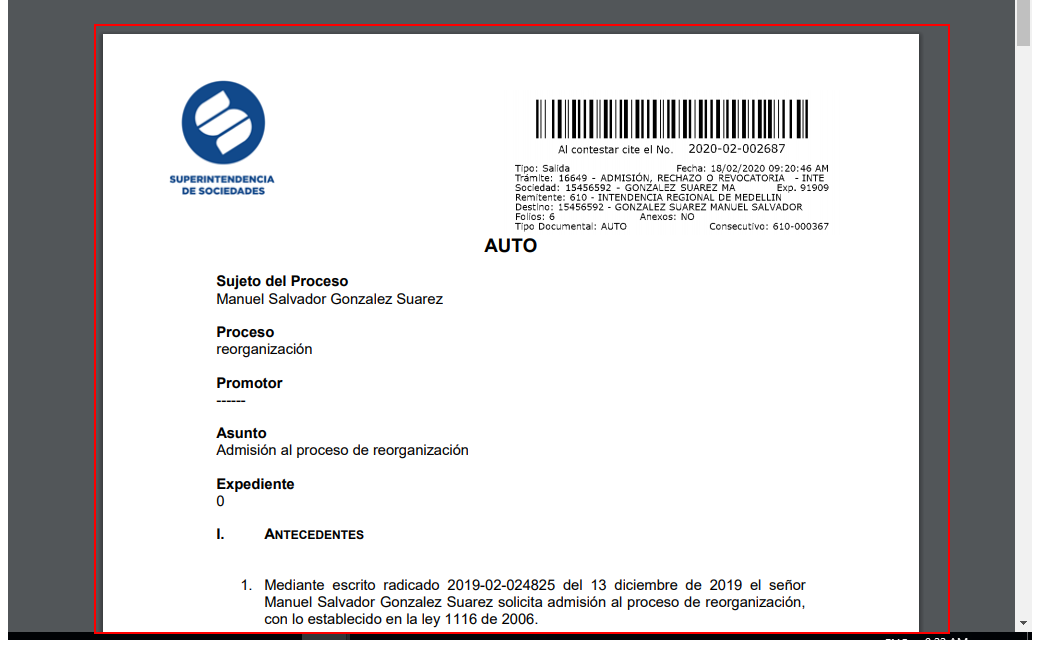 SUPERINTENDENCIA
DE SOCIEDADES
Al contestar cite el No. 2020-02-002687
Tipo: Salida Fecha: 18/02/2020 09:20:46 AM
Trámite: 16649 - ADMISIÓN, RECHAZO O REVOCATORIA - INTE
Sociedad: 15456592 - GONZALEZ SUAREZ MA Exp. 91909
Remitente: 610 - INTENDENCIA REGIONAL DE MEDELLIN
Destino: 15456592 - GONZALEZ SUAREZ MANUEL SALVADOR
Folios: 6 Anexos: NO
Tipo Documental: AUTO Consecutivo: 610-000367
AUTO
Sujeto del Proceso
Manuel Salvador Gonzalez Suarez
Proceso
reorganización
Promotor
------
Asunto
Admisión al proceso de reorganización
Expediente
0
I. ANTECEDENTES
1. Mediante escrito radicado 2019-02-024825 del 13 diciembre de 2019 el señor
Manuel Salvador Gonzalez Suarez solicita admisión al proceso de reorganización,
con lo establecido en la ley 1116 de 2006.